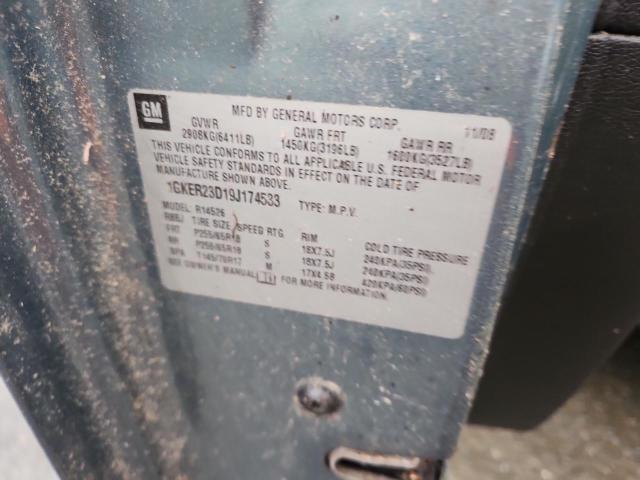 GM
MFD BY GENERAL MOTORS CORP. 11/08
GVWR GAWR FRT GAWR RR
2908KG(6411LB) 1450KG(3196LB) 1600KG(3527LB)
THIS VEHICLE CONFORMS TO ALL APPLICABLE U.S. FEDERAL MOTOR
VEHICLE SAFETY STANDARDS IN EFFECT ON THE DATE OF
MANUFACTURE SHOWN ABOVE.
1GKER23D19J174533 TYPE: M.P.V.
MODEL: R14526
TIRE SIZE SPEED RTG RIM COLD TIRE PRESSURE
FRT P255/65R18 S 18X7.5J 240KPA(35PSI)
RR P255/65R18 S 18X7.5J 240KPA(35PSI)
SPA T145/70R17 M 17X4.5B 420KPA(60PSI)
SEE OWNER'S MANUAL FOR MORE INFORMATION.